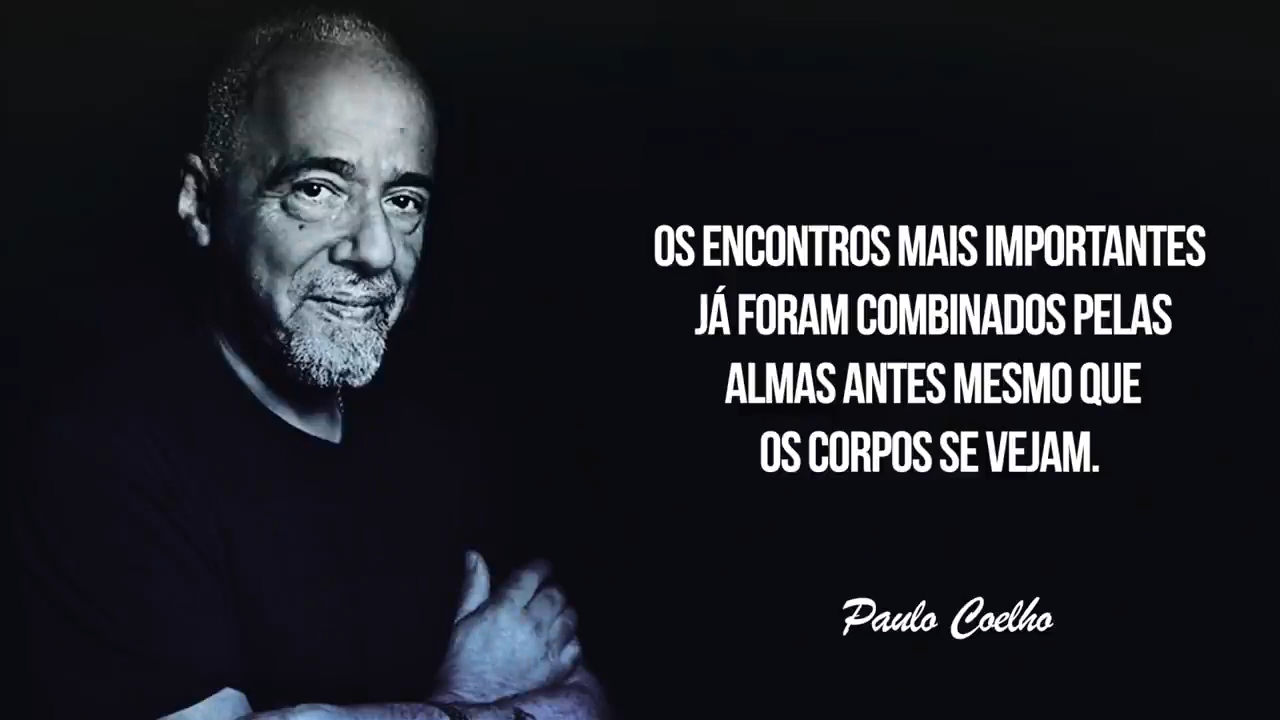 OS ENCONTROS MAIS IMPORTANTES
JÁ FORAM COMBINADOS PELAS
ALMAS ANTES MESMO QUE
OS CORPOS SE VEJAM.
Paulo Coelho